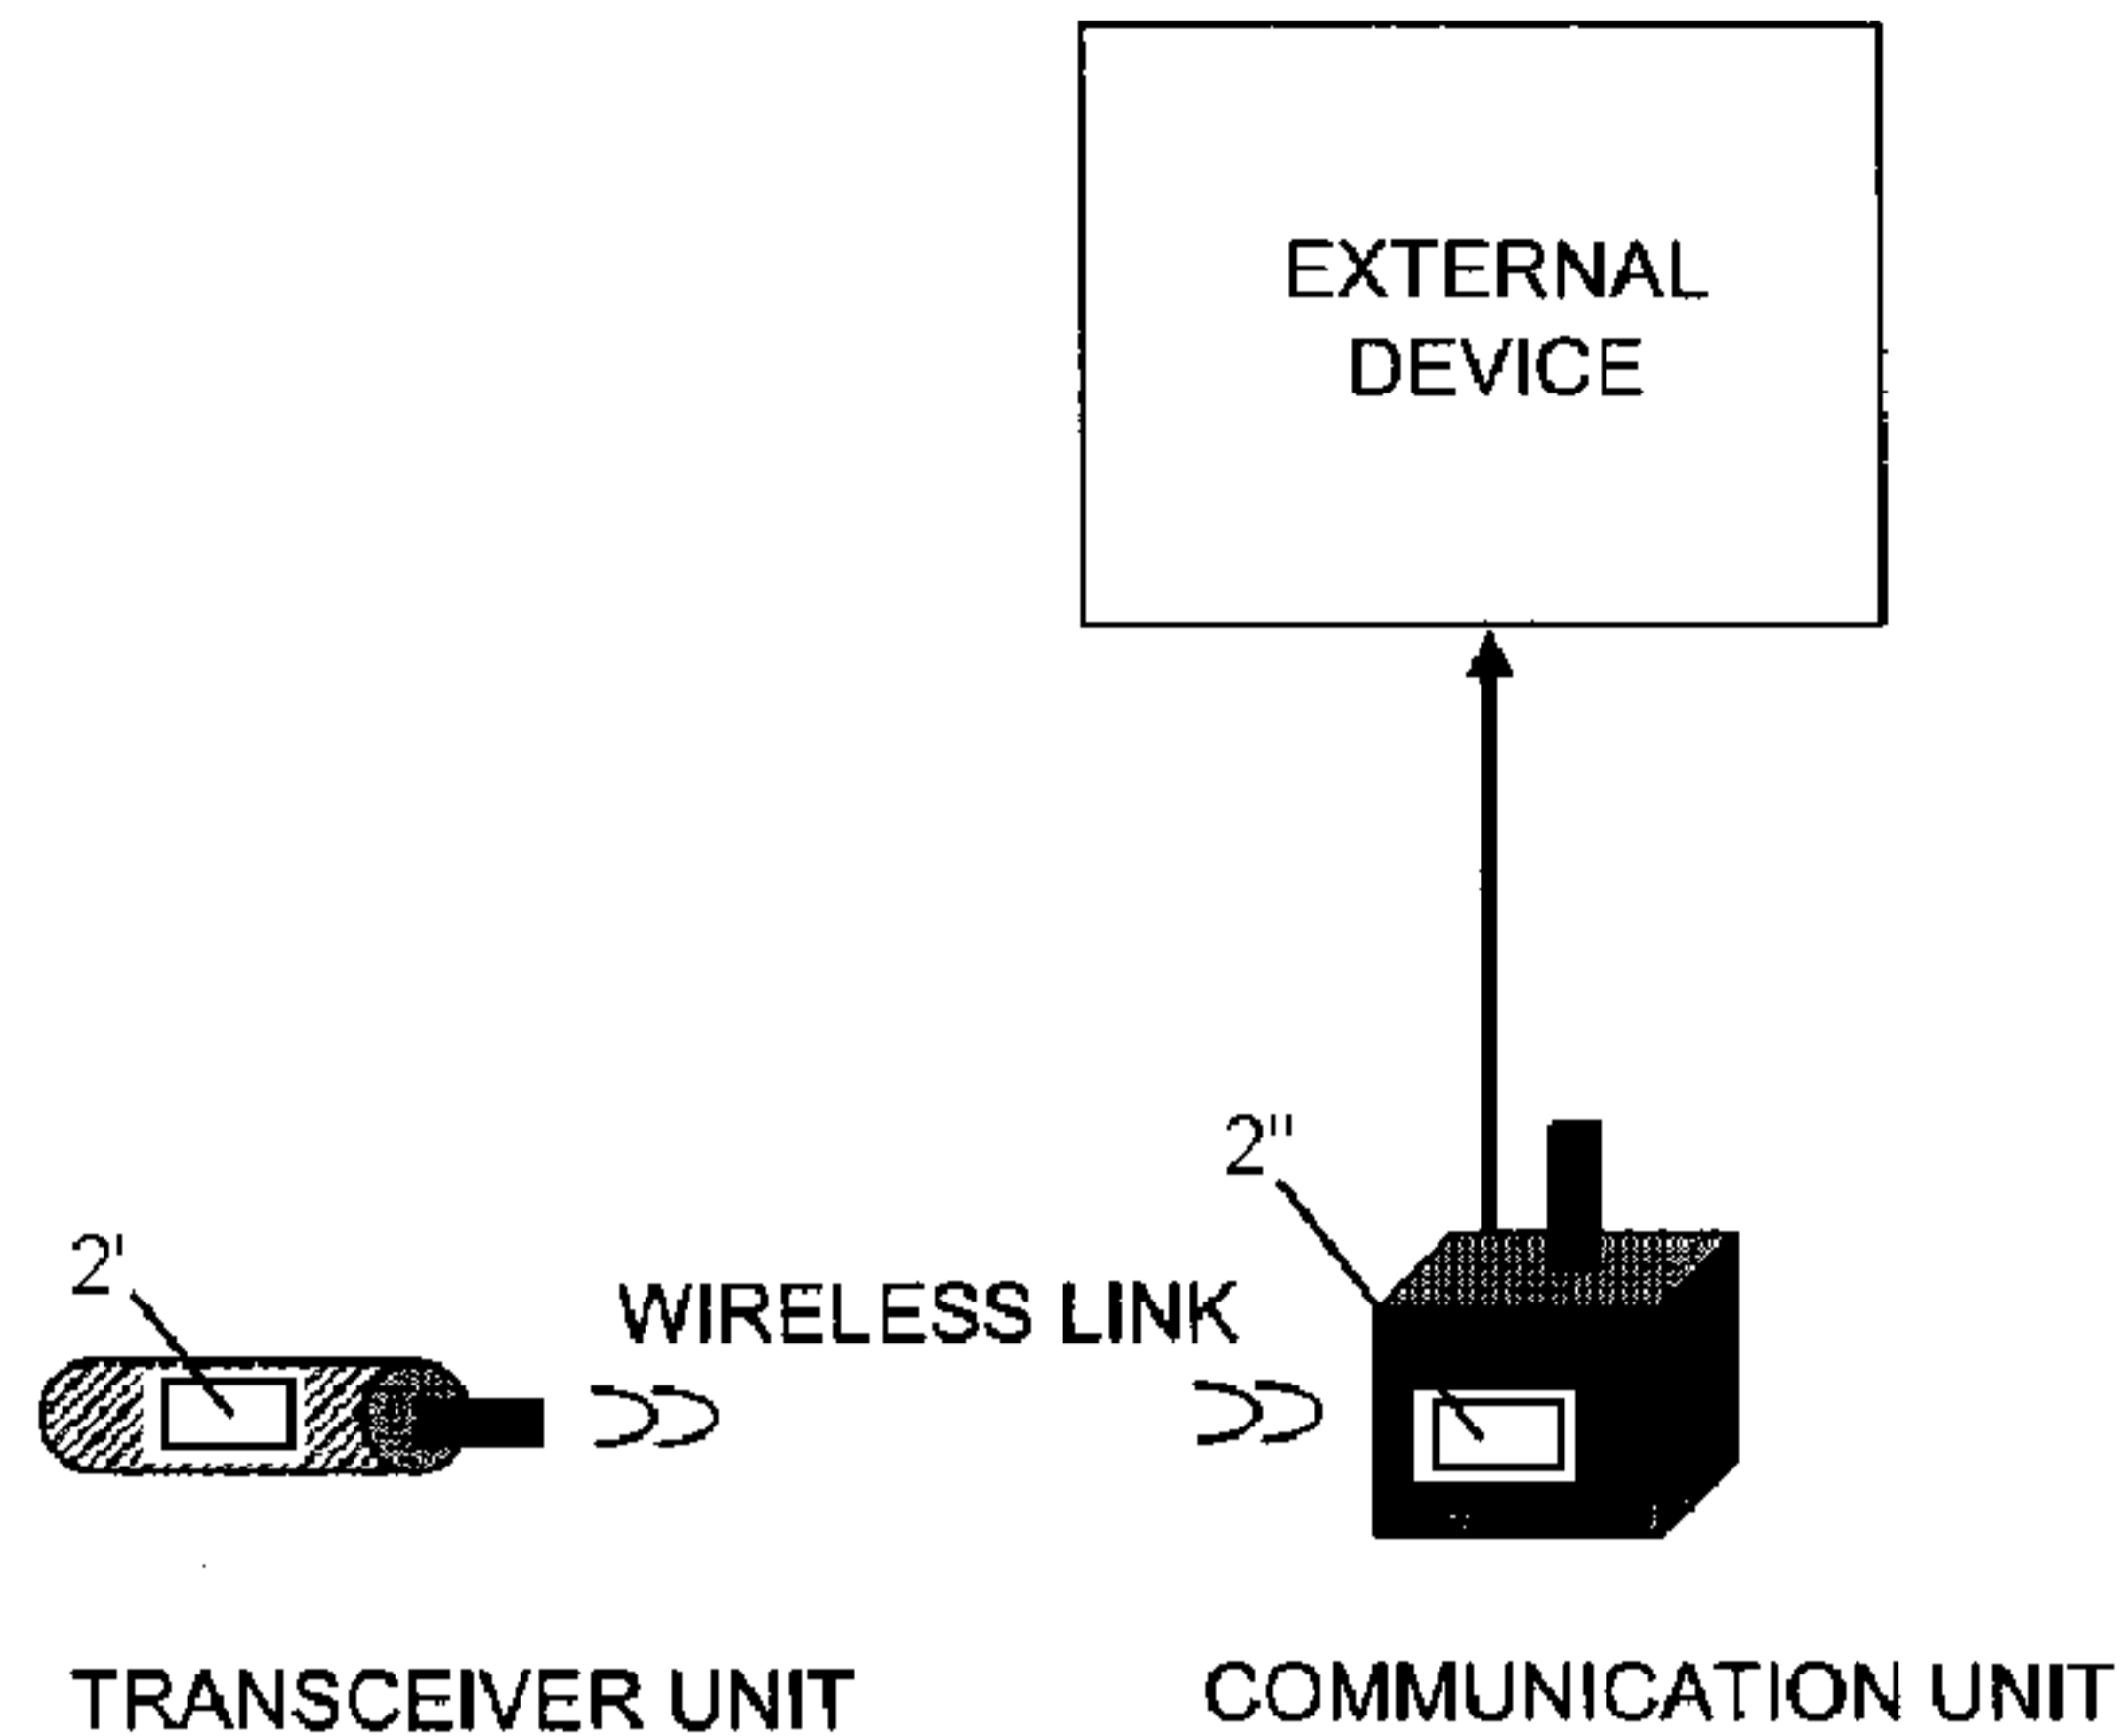 EXTERNAL
DEVICE
2"
2'
WIRELESS LINK
TRANSCEIVER UNIT
COMMUNICATION UNIT